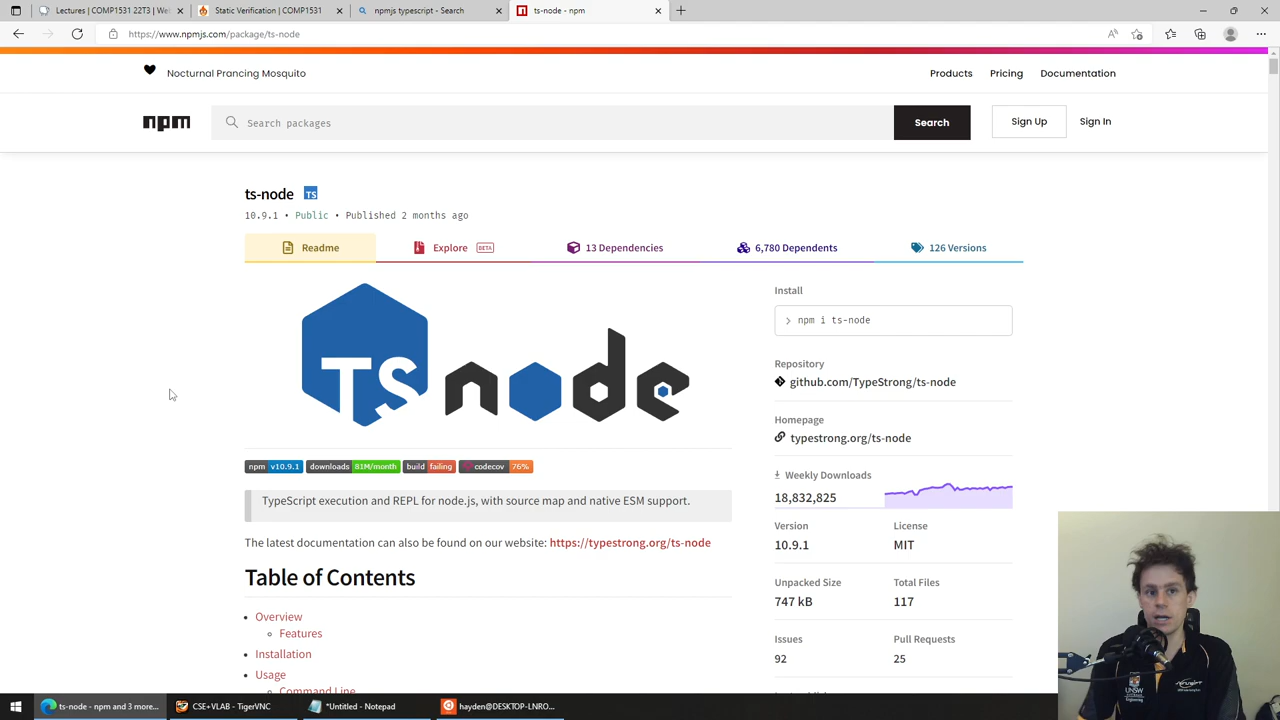 Lectures | COMP1531 22T3 | We
Static Verification | COMP1531
npmjs typescript - Search
ts-node - npm
https://www.npmjs.com/package/ts-node
Nocturnal Prancing Mosquito
Products
Pricing
Documentation
npm
Search packages
Search
Sign Up
Sign In
ts-node TS
10.9.1 • Public • Published 2 months ago
Readme
Explore BETA
13 Dependencies
6,780 Dependents
126 Versions
TS node
npm v10.9.1 downloads 81M/month build failing codecov 76%
TypeScript execution and REPL for node.js, with source map and native ESM support.
The latest documentation can also be found on our website: https://typestrong.org/ts-node
Table of Contents
Overview
Features
Installation
Usage
Command Line
Install
npm i ts-node
Repository
github.com/TypeStrong/ts-node
Homepage
typestrong.org/ts-node
Weekly Downloads
18,832,825
Version
License
10.9.1
MIT
Unpacked Size
Total Files
747 kB
117
Issues
Pull Requests
92
25
UNSW
ts-node - npm and 3 more...
CSE+VLAB - TigerVNC
*Untitled - Notepad
hayden@DESKTOP-LNRO...